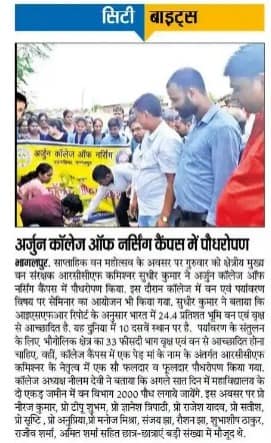 सिटी बाइट्स
अर्जुन कॉलेज ऑफ नर्सिंग
अर्जुन कॉलेज ऑफ नर्सिंग कैंपस में पौधरोपण
भागलपुर. साप्ताहिक वन महोत्सव के अवसर पर गुरुवार को क्षेत्रीय मुख्य
वन संरक्षक आरसीसीएफ कमिश्नर सुधीर कुमार ने अर्जुन कॉलेज ऑफ
नर्सिंग कैंपस में पौधरोपण किया. इस दौरान कॉलेज में वन एवं पर्यावरण
विषय पर सेमिनार का आयोजन भी किया गया. सुधीर कुमार ने बताया कि
आइएसएफआर रिपोर्ट के अनुसार भारत में 24.4 प्रतिशत भूमि वन एवं वृक्ष
से आच्छादित है. यह दुनिया में 10 दसवें स्थान पर है. पर्यावरण के संतुलन
के लिए भौगोलिक क्षेत्र का 33 फीसदी भाग वृक्ष एवं वन से आच्छादित होना
चाहिए. वहीं, कॉलेज कैंपस में एक पेड़ मां के नाम के अंतर्गत आरसीसीएफ
कमिश्नर के नेतृत्व में एक सौ फलदार व फूलदार पौधरोपण किया गया.
कॉलेज अध्यक्ष नीलम देवी ने बताया कि अगले सात दिन में महाविद्यालय के
दो एकड़ जमीन में वन विभाग 2000 पौधे लगाये जायेंगे. इस अवसर पर प्रो
नीरज कुमार, प्रो दीपू शुभम, प्रो ज्ञानेश त्रिपाठी, प्रो राजेश यादव, प्रो सतीश,
प्रो सृष्टि , प्रो अनुप्रिया,प्रो मनोज मिश्रा, संजय झा, रौशन झा, शुभाशीष ठाकुर,
राजीव शर्मा, अमित शर्मा सहित छात्र-छात्राएं बड़ी संख्या में मौजूद थे.